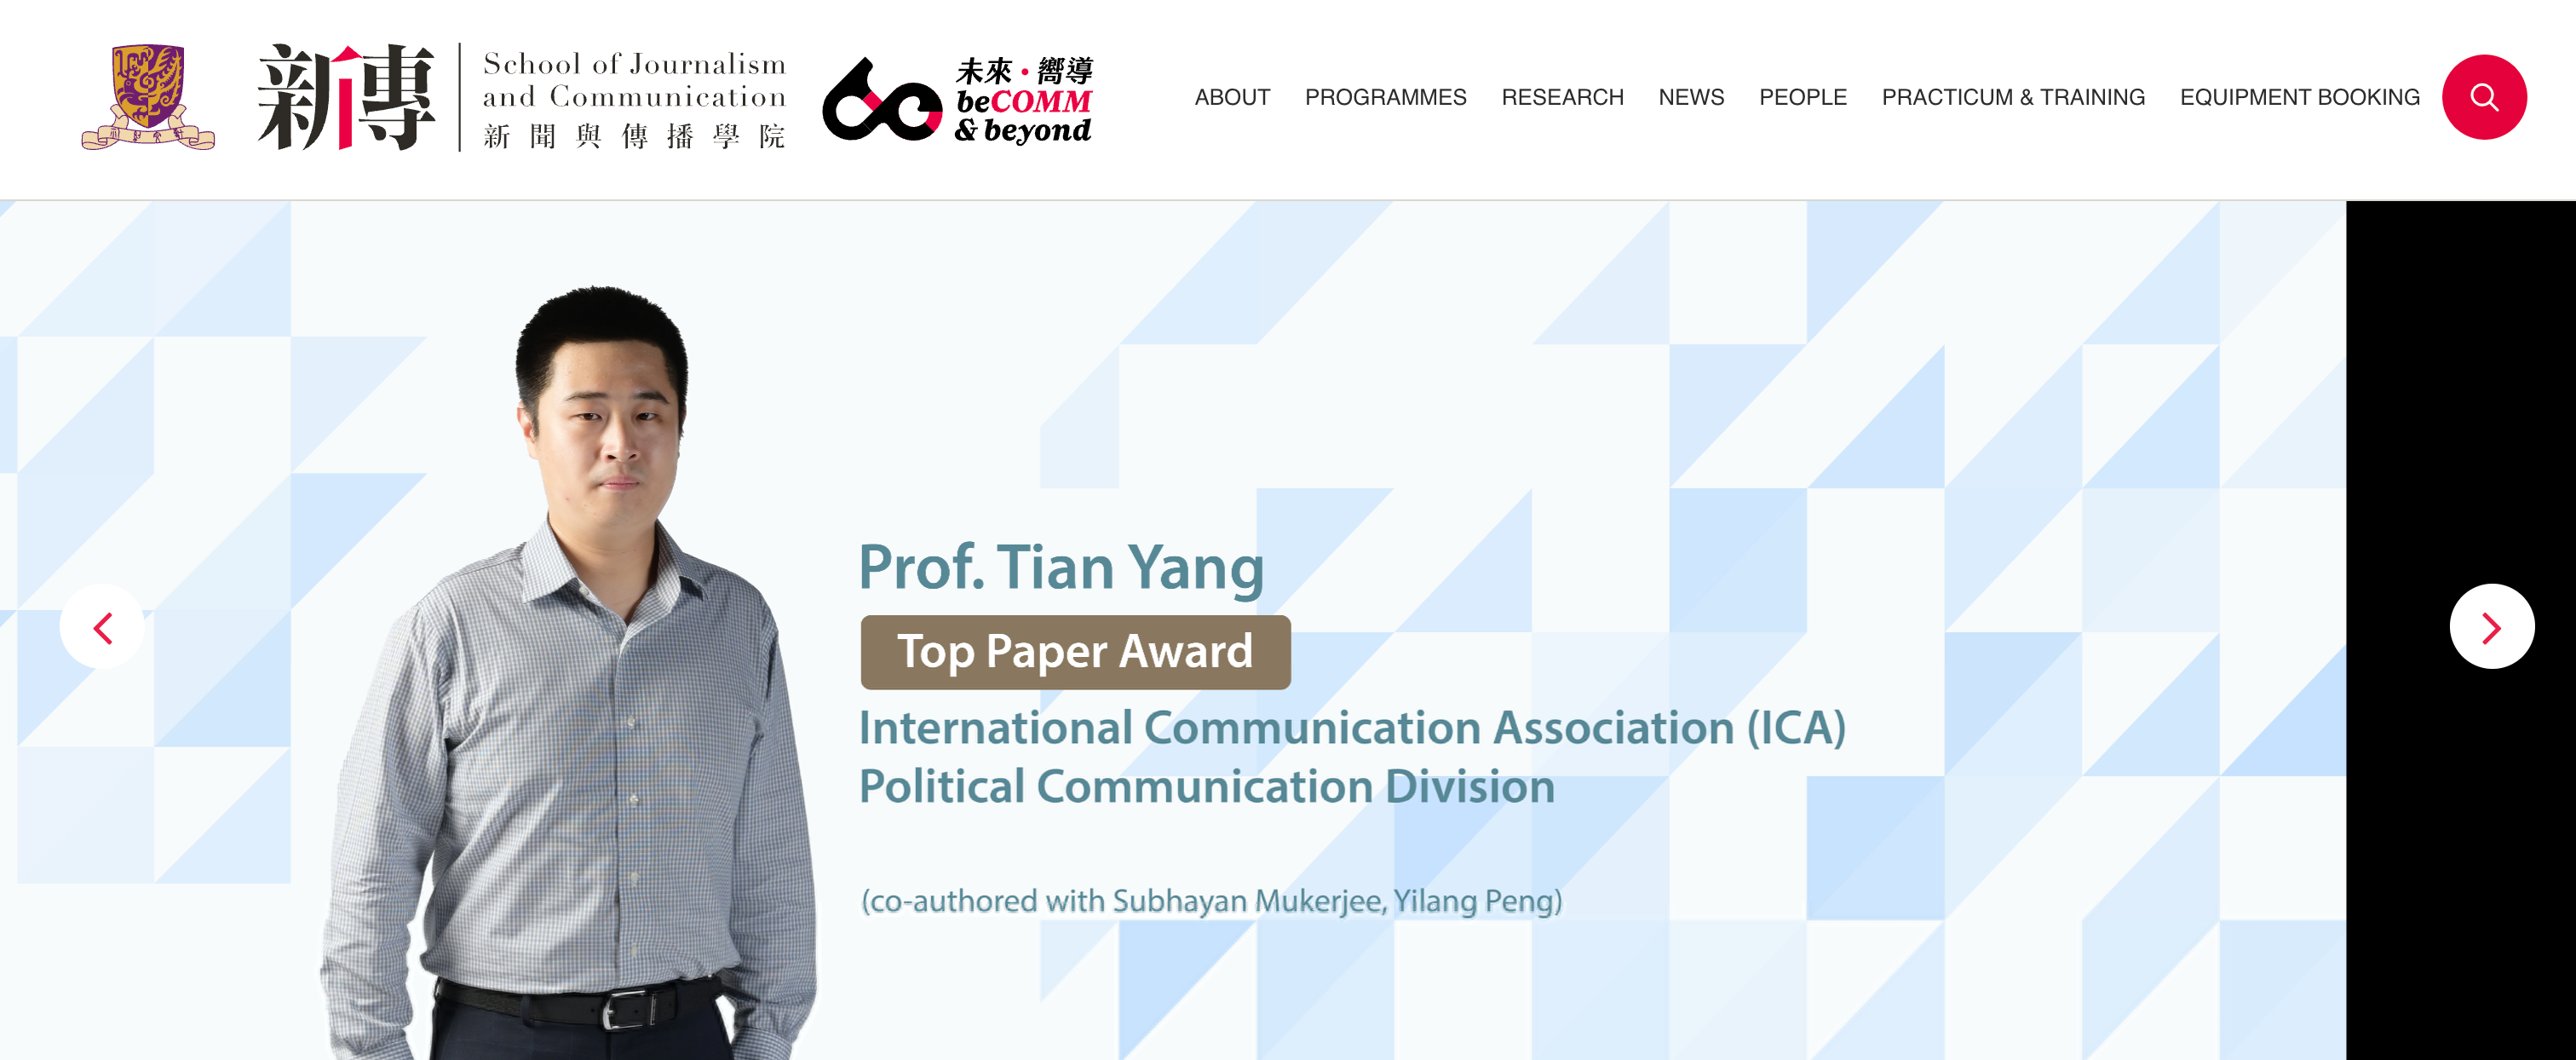 新傳
School of Journalism
and Communication
新聞與傳播學院
60
未來・嚮導
beCOMM
& beyond
ABOUT PROGRAMMES RESEARCH NEWS PEOPLE PRACTICUM & TRAINING EQUIPMENT BOOKING
Prof. Tian Yang
Top Paper Award
International Communication Association (ICA)
Political Communication Division
(co-authored with Subhayan Mukerjee, Yilang Peng)